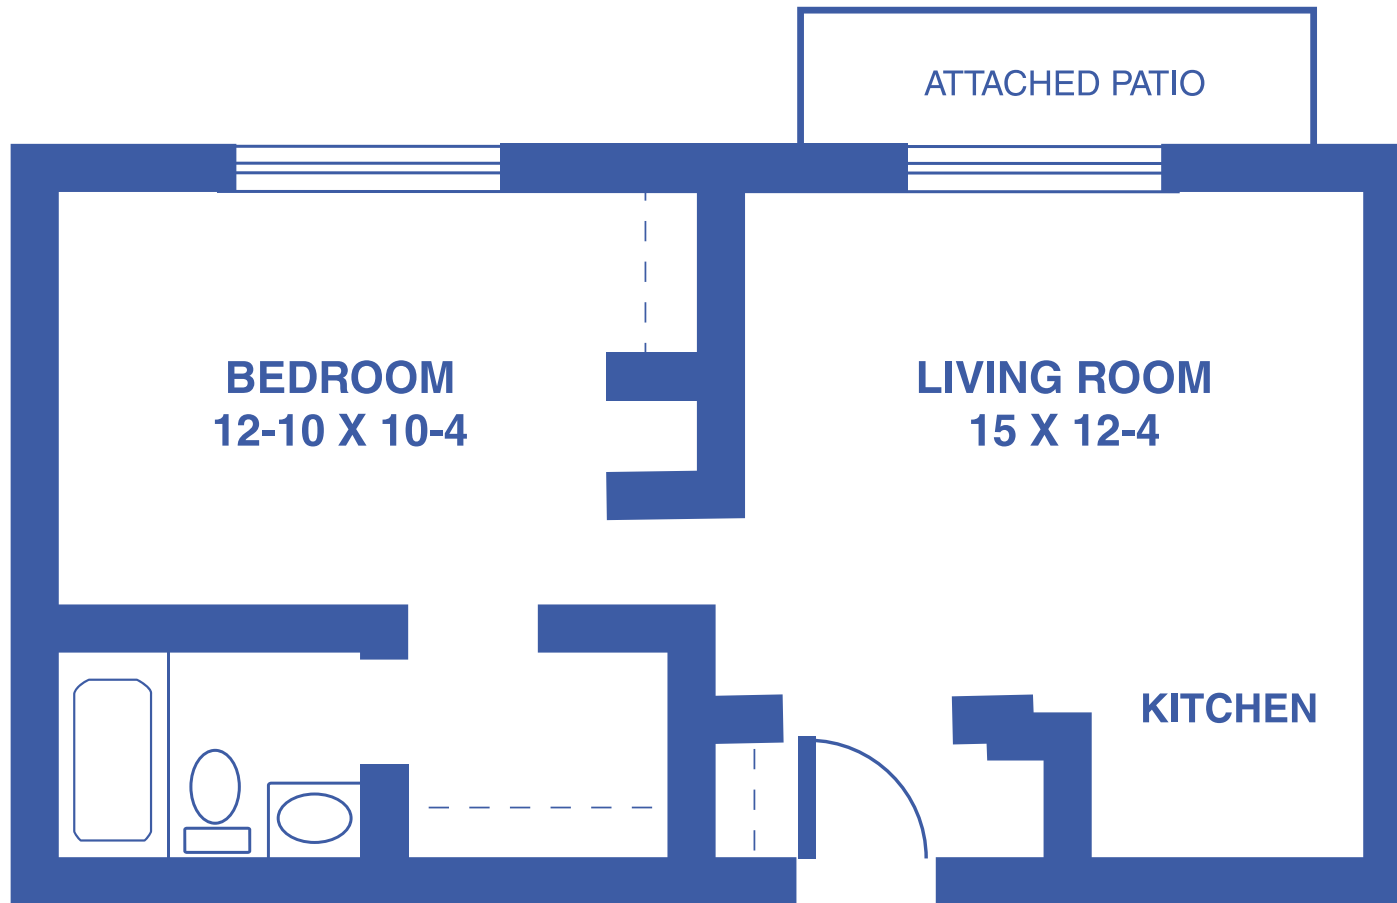 ATTACHED PATIO
BEDROOM
12-10 X 10-4
LIVING ROOM
15 X 12-4
KITCHEN